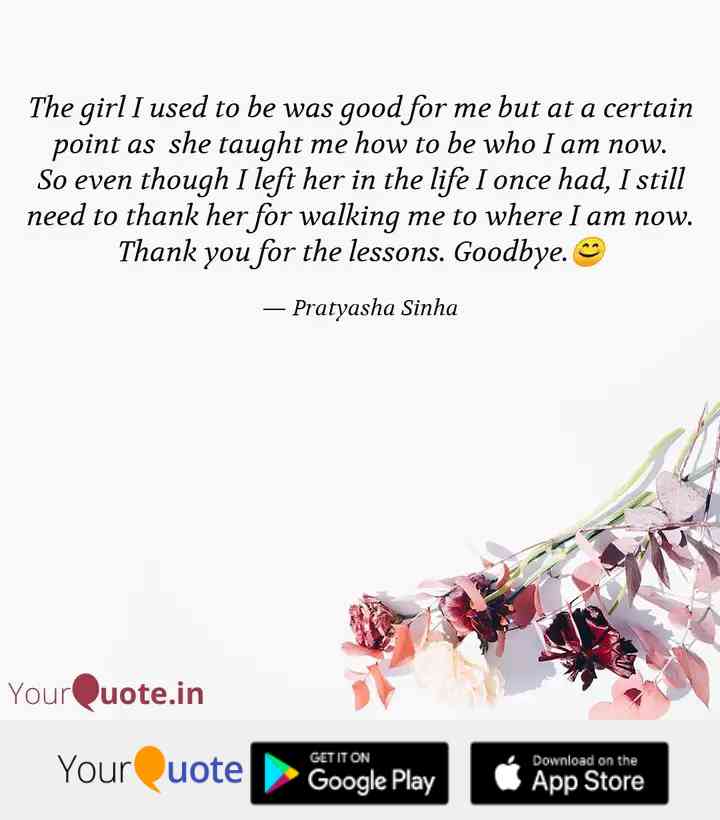 The girl I used to be was good for me but at a certain
point as she taught me how to be who I am now.
So even though I left her in the life I once had, I still
need to thank her for walking me to where I am now.
Thank you for the lessons. Goodbye.😊
— Pratyasha Sinha
YourQuote.in
YourQuote
GET IT ON
Google Play
Download on the
App Store